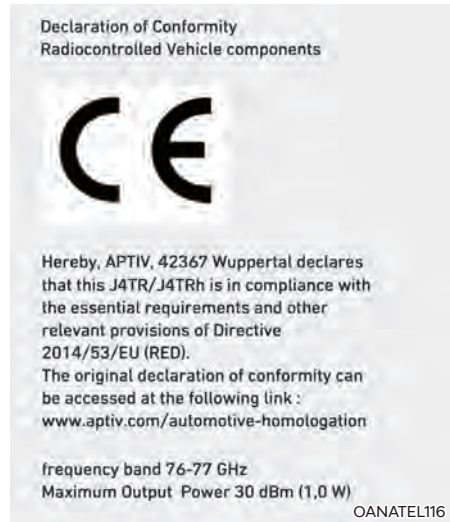 Declaration of Conformity
Radiocontrolled Vehicle components
CE
Hereby, APTIV, 42367 Wuppertal declares
that this J4TR/J4TRh is in compliance with
the essential requirements and other
relevant provisions of Directive
2014/53/EU (RED).
The original declaration of conformity can
be accessed at the following link :
www.aptiv.com/automotive-homologation
frequency band 76-77 GHz
Maximum Output Power 30 dBm (1,0 W)
OANATEL116